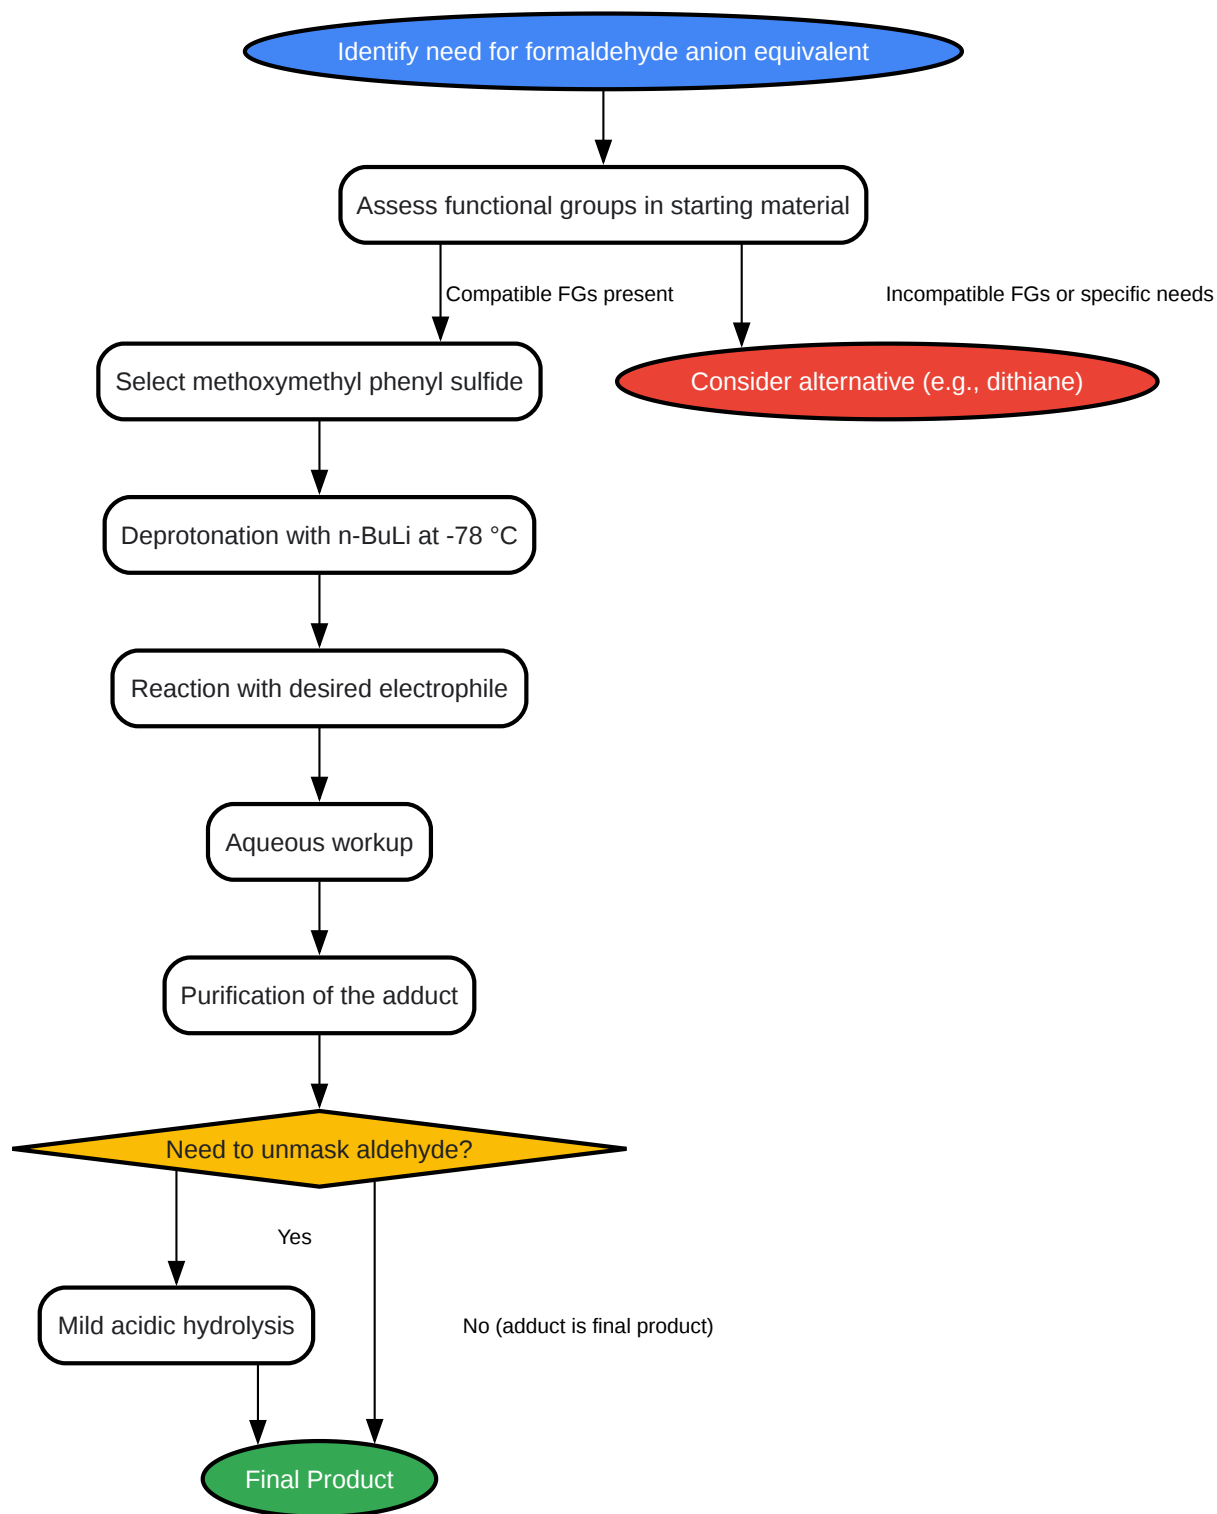 Identify need for formaldehyde anion equivalent
Assess functional groups in starting material
Compatible FGs present
Incompatible FGs or specific needs
Select methoxymethyl phenyl sulfide
Consider alternative (e.g., dithiane)
Deprotonation with n-BuLi at -78 °C
Reaction with desired electrophile
Aqueous workup
Purification of the adduct
Need to unmask aldehyde?
Yes
Mild acidic hydrolysis
No (adduct is final product)
Final Product